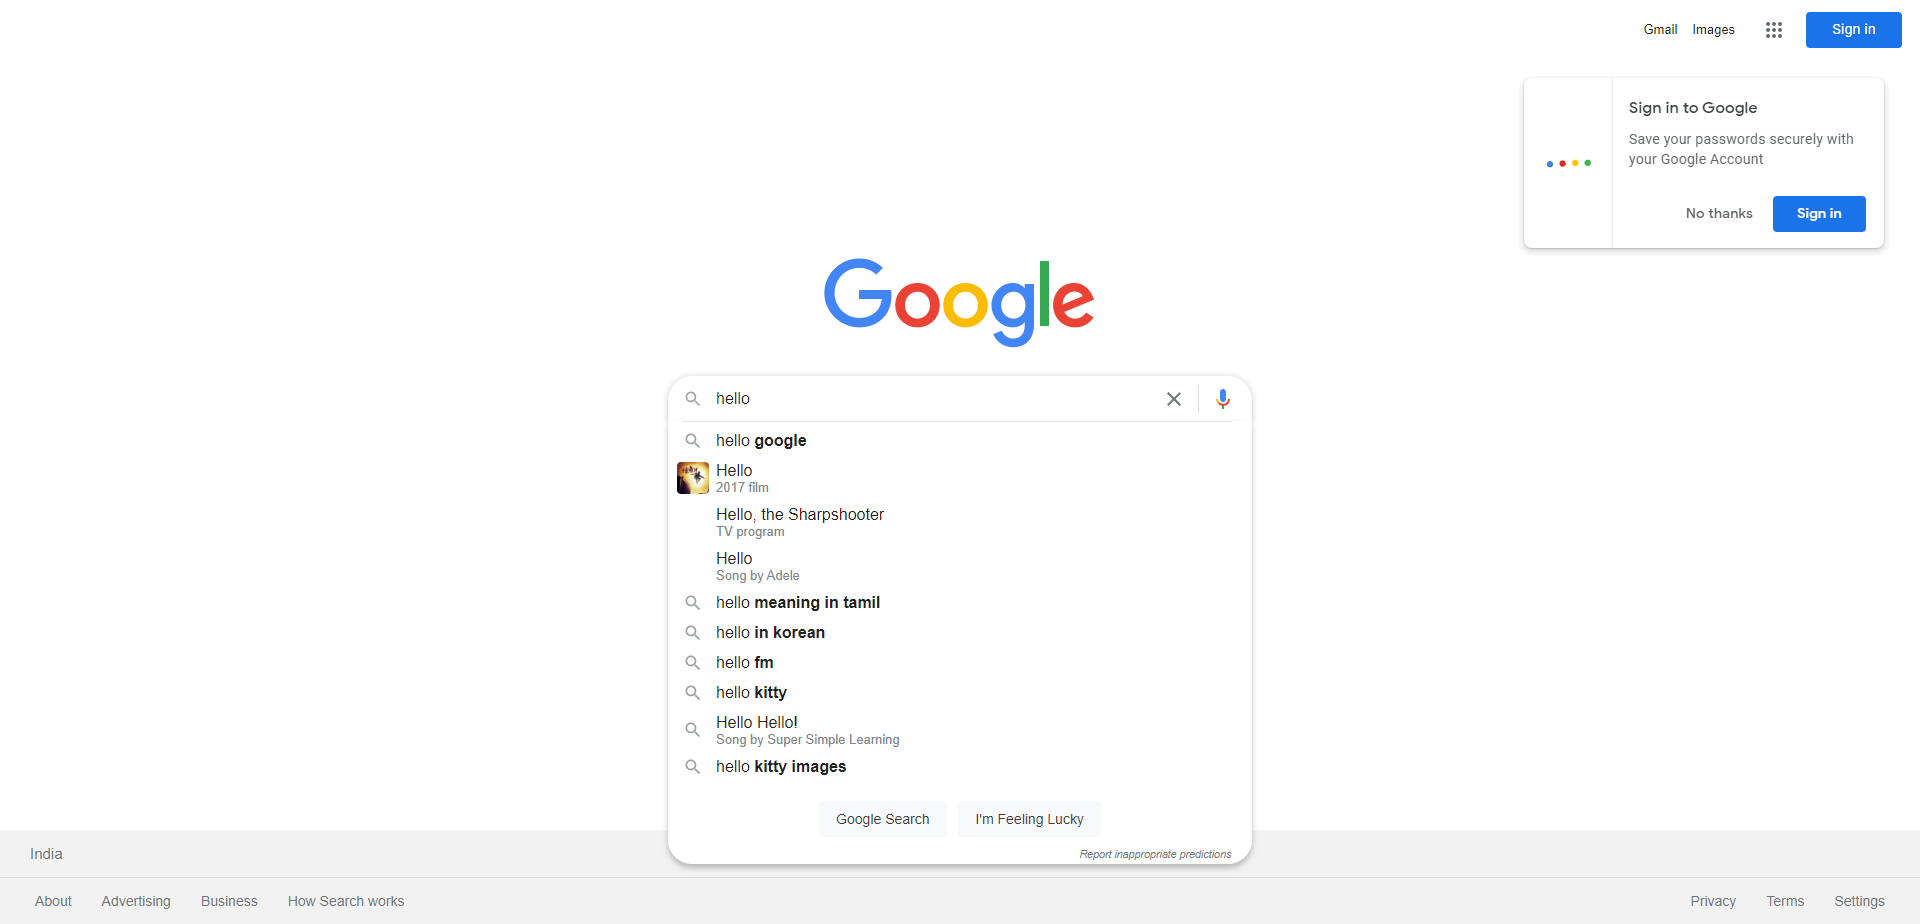 Gmail Images Sign in
Sign in to Google
Save your passwords securely with
your Google Account
No thanks Sign in
Google
hello
hello google
Hello
2017 film
Hello, the Sharpshooter
TV program
Hello
Song by Adele
hello meaning in tamil
hello in korean
hello fm
hello kitty
Hello Hello!
Song by Super Simple Learning
hello kitty images
Google Search I'm Feeling Lucky
Report inappropriate predictions
India
About Advertising Business How Search works Privacy Terms Settings